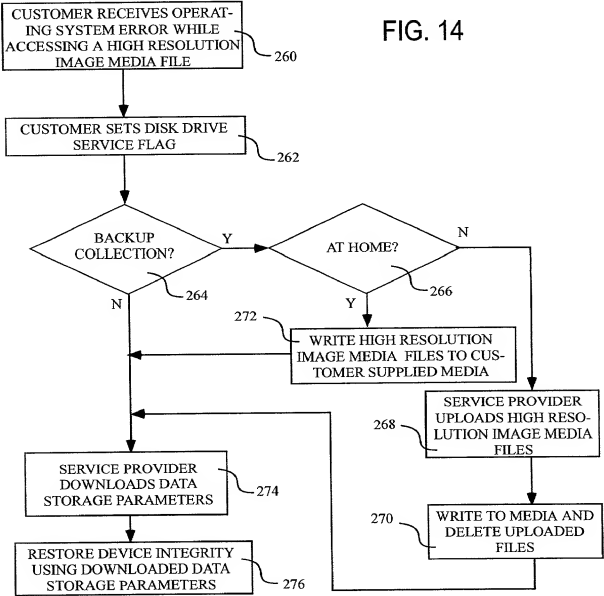 CUSTOMER RECEIVES OPERAT-
ING SYSTEM ERROR WHILE
ACCESSING A HIGH RESOLUTION
IMAGE MEDIA FILE
FIG. 14
260
CUSTOMER SETS DISK DRIVE
SERVICE FLAG
262
BACKUP
COLLECTION?
Y
264
N
AT HOME?
N
266
Y
272
WRITE HIGH RESOLUTION
IMAGE MEDIA FILES TO CUS-
TOMER SUPPLIED MEDIA
SERVICE PROVIDER
UPLOADS HIGH RESO-
LUTION IMAGE MEDIA
FILES
268
SERVICE PROVIDER
DOWNLOADS DATA
STORAGE PARAMETERS
274
270
WRITE TO MEDIA AND
DELETE UPLOADED
FILES
RESTORE DEVICE INTEGRITY
USING DOWNLOADED DATA
STORAGE PARAMETERS
276